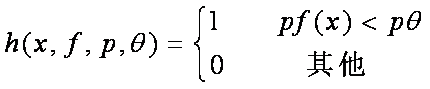 h(x, f, p, θ) = { 1 pf(x) < pθ
0 其他